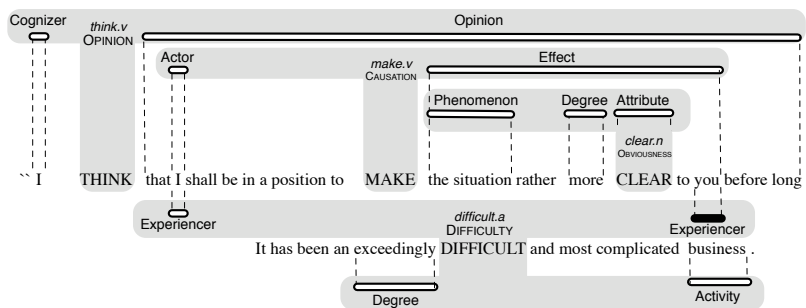 Cognizer think.v OPINION Opinion
Actor make.v CAUSATION Effect
Phenomenon Degree Attribute
clear.n OBVIOUSNESS
`` I THINK that I shall be in a position to MAKE the situation rather more CLEAR to you before long
Experiencer difficult.a DIFFICULTY Experiencer
It has been an exceedingly DIFFICULT and most complicated business .
Degree Activity